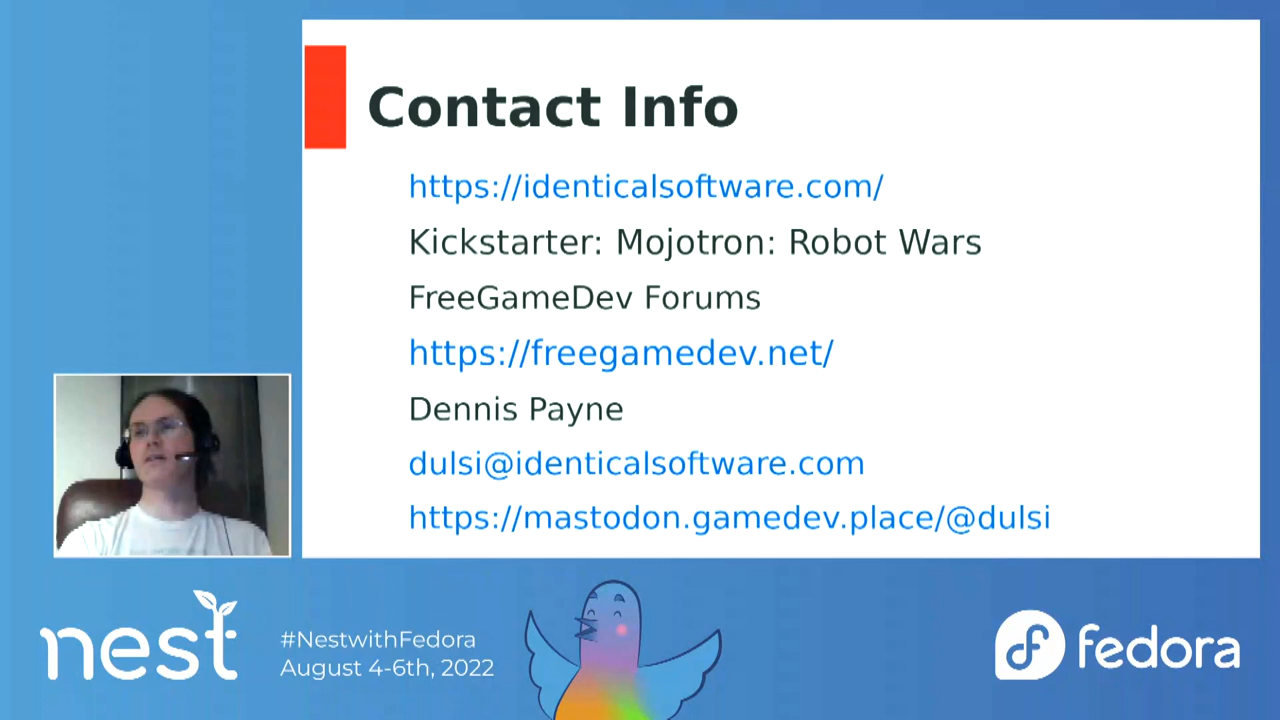 Contact Info
https://identicalsoftware.com/
Kickstarter: Mojotron: Robot Wars
FreeGameDev Forums
https://freegamedev.net/
Dennis Payne
dulsi@identicalsoftware.com
https://mastodon.gamedev.place/@dulsi
nest
#NestwithFedora
August 4-6th, 2022
fedora